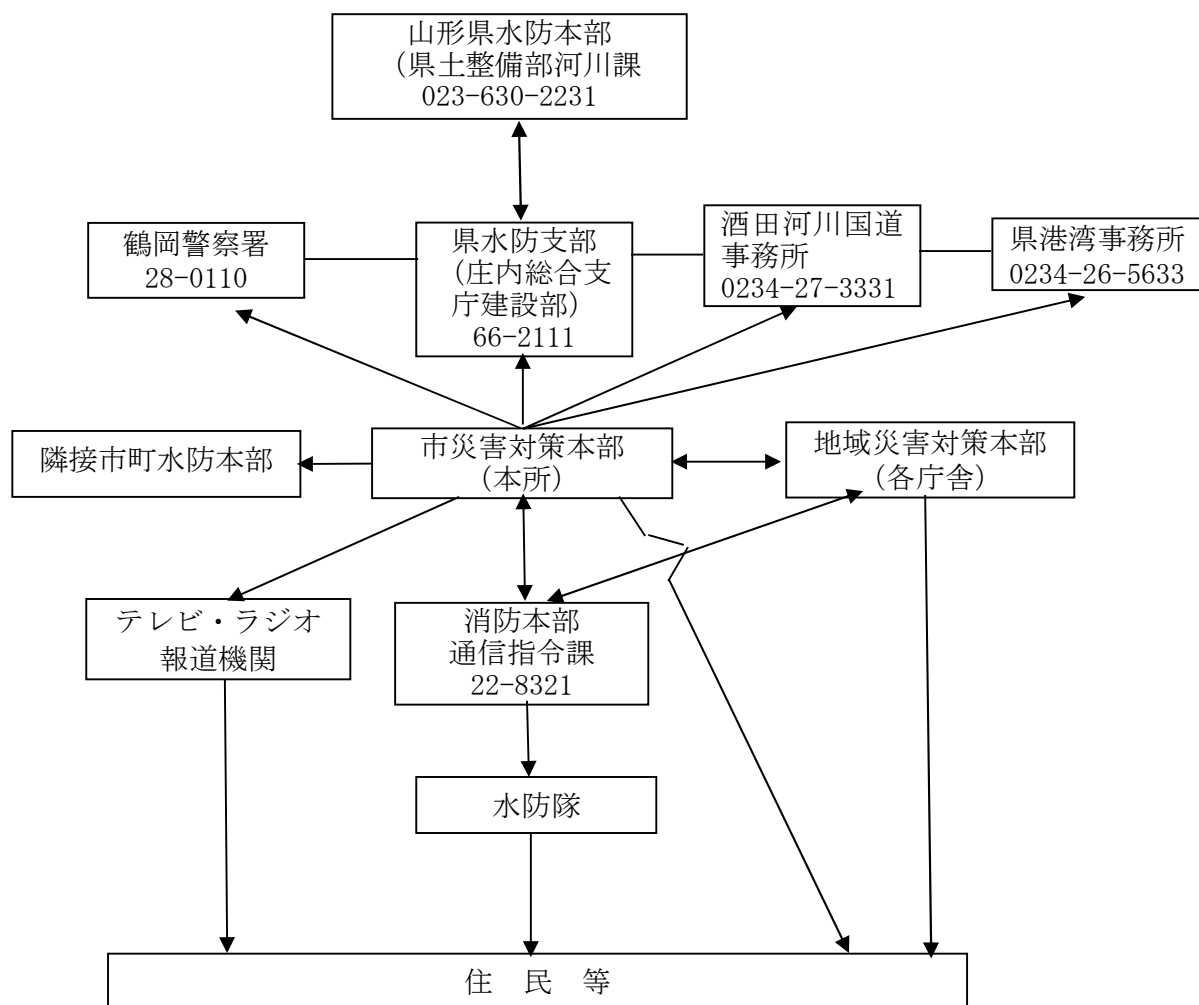 山形県水防本部
（県土整備部河川課
023-630-2231
鶴岡警察署
28-0110
県水防支部
（庄内総合支
庁建設部）
66-2111
酒田河川国道
事務所
0234-27-3331
県港湾事務所
0234-26-5633
隣接市町水防本部
市災害対策本部
（本所）
地域災害対策本部
（各庁舎）
テレビ・ラジオ
報道機関
消防本部
通信指令課
22-8321
水防隊
住　民　等